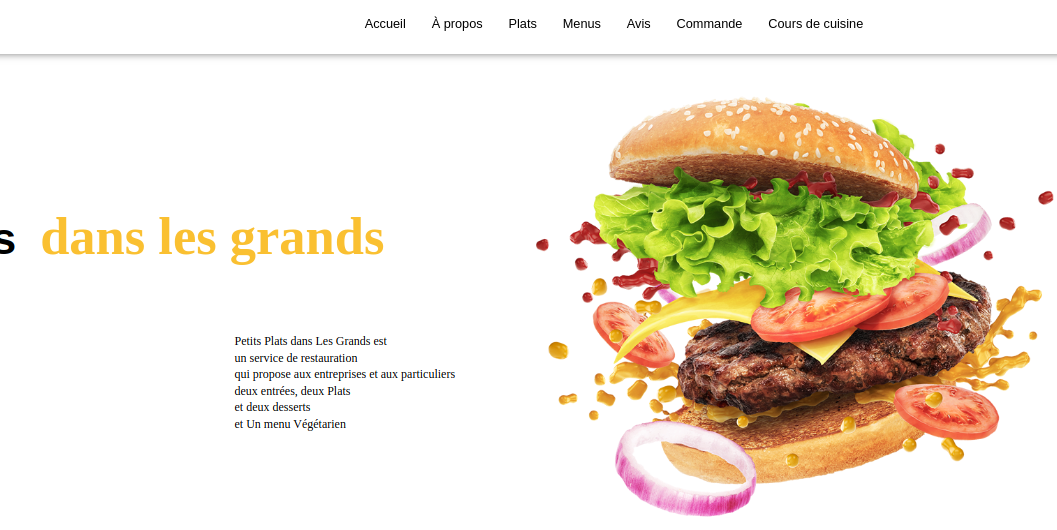 Accueil À propos Plats Menus Avis Commande Cours de cuisine
s dans les grands
Petits Plats dans Les Grands est
un service de restauration
qui propose aux entreprises et aux particuliers
deux entrées, deux Plats
et deux desserts
et Un menu Végétarien